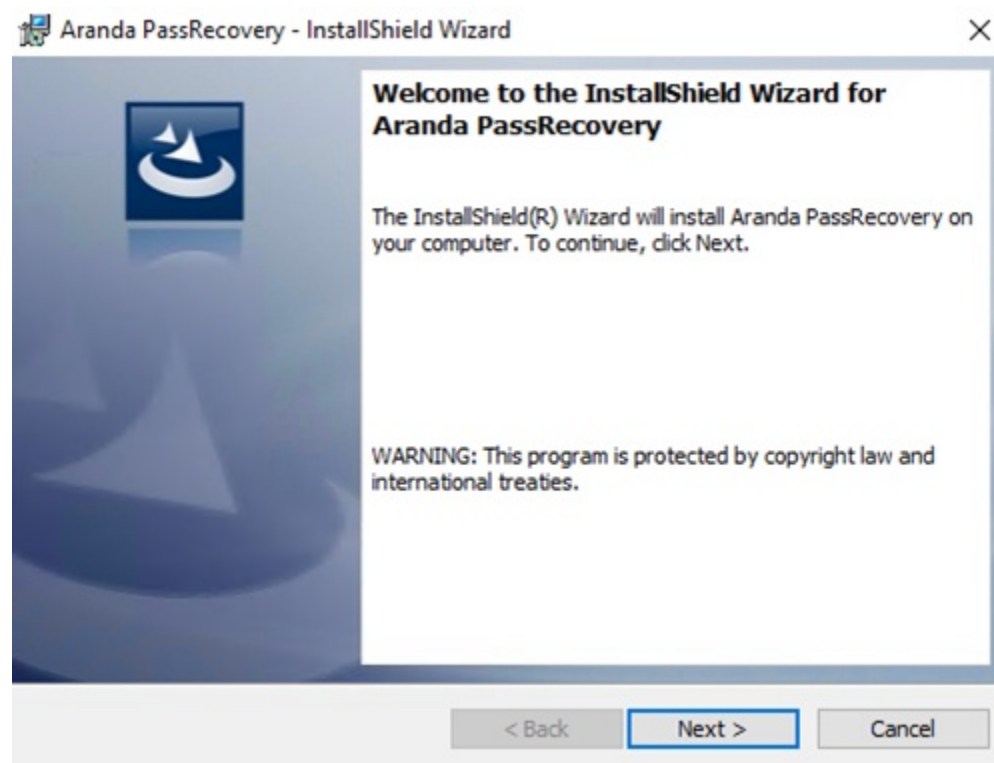 Aranda PassRecovery - InstallShield Wizard
Welcome to the InstallShield Wizard for
Aranda PassRecovery
The InstallShield(R) Wizard will install Aranda PassRecovery on
your computer. To continue, click Next.
WARNING: This program is protected by copyright law and
international treaties.
< Back
Next >
Cancel